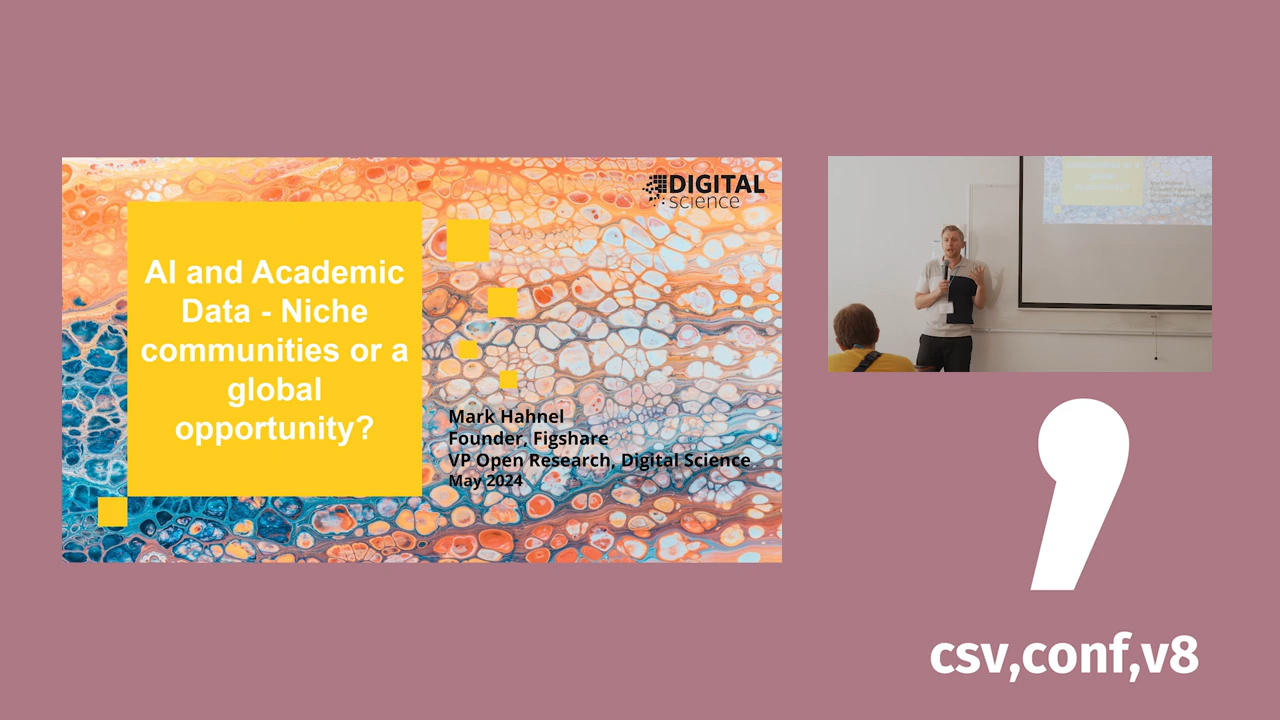 DIGITAL
science
AI and Academic
Data - Niche
communities or a
global
opportunity?
Mark Hahnel
Founder, Figshare
VP Open Research, Digital Science
May 2024
csv,conf,v8